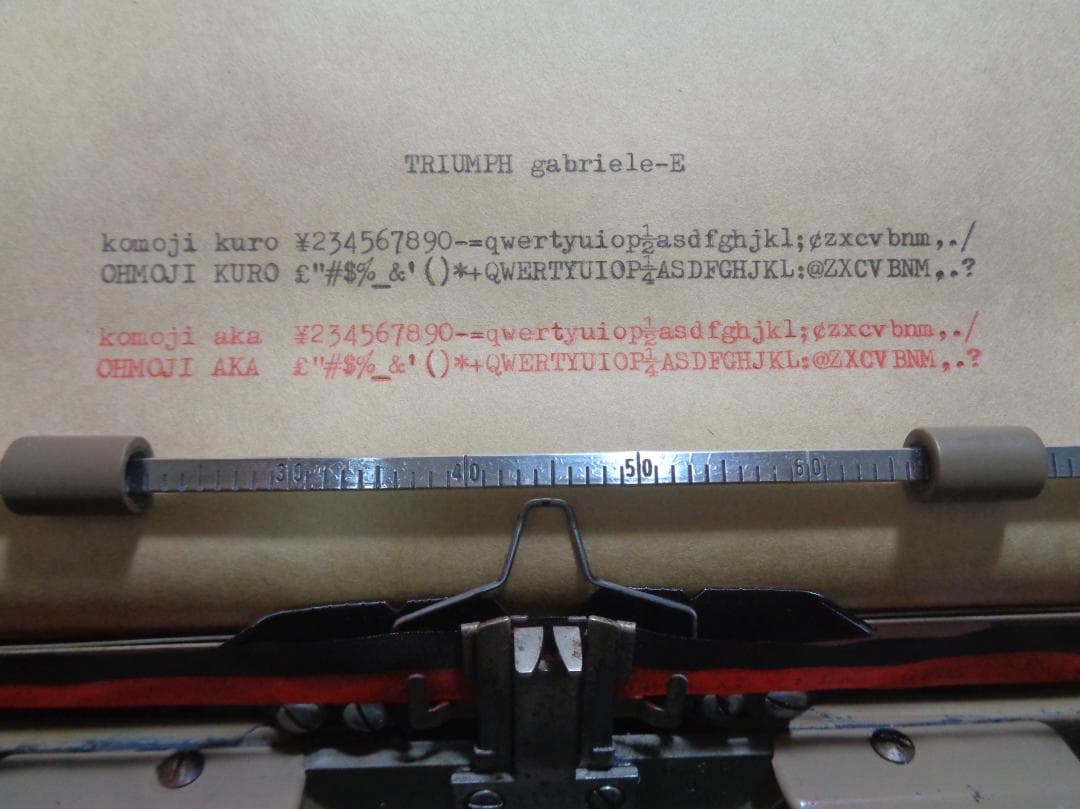 TRIUMPH gabriele-E
komoji kuro ¥234567890-=qwertyuiop½asdfghjkl;¢zxcvbnm,./
OHMOJI KURO £"#$%_&'()*+QWERTYUIOP¼ASDFGHJKL:@ZXCVBNM,.?
komoji aka ¥234567890-=qwertyuiop½asdfghjkl;¢zxcvbnm,./
OHMOJI AKA £"#$%_&'()*+QWERTYUIOP¼ASDFGHJKL:@ZXCVBNM,.?
30 40 50 60